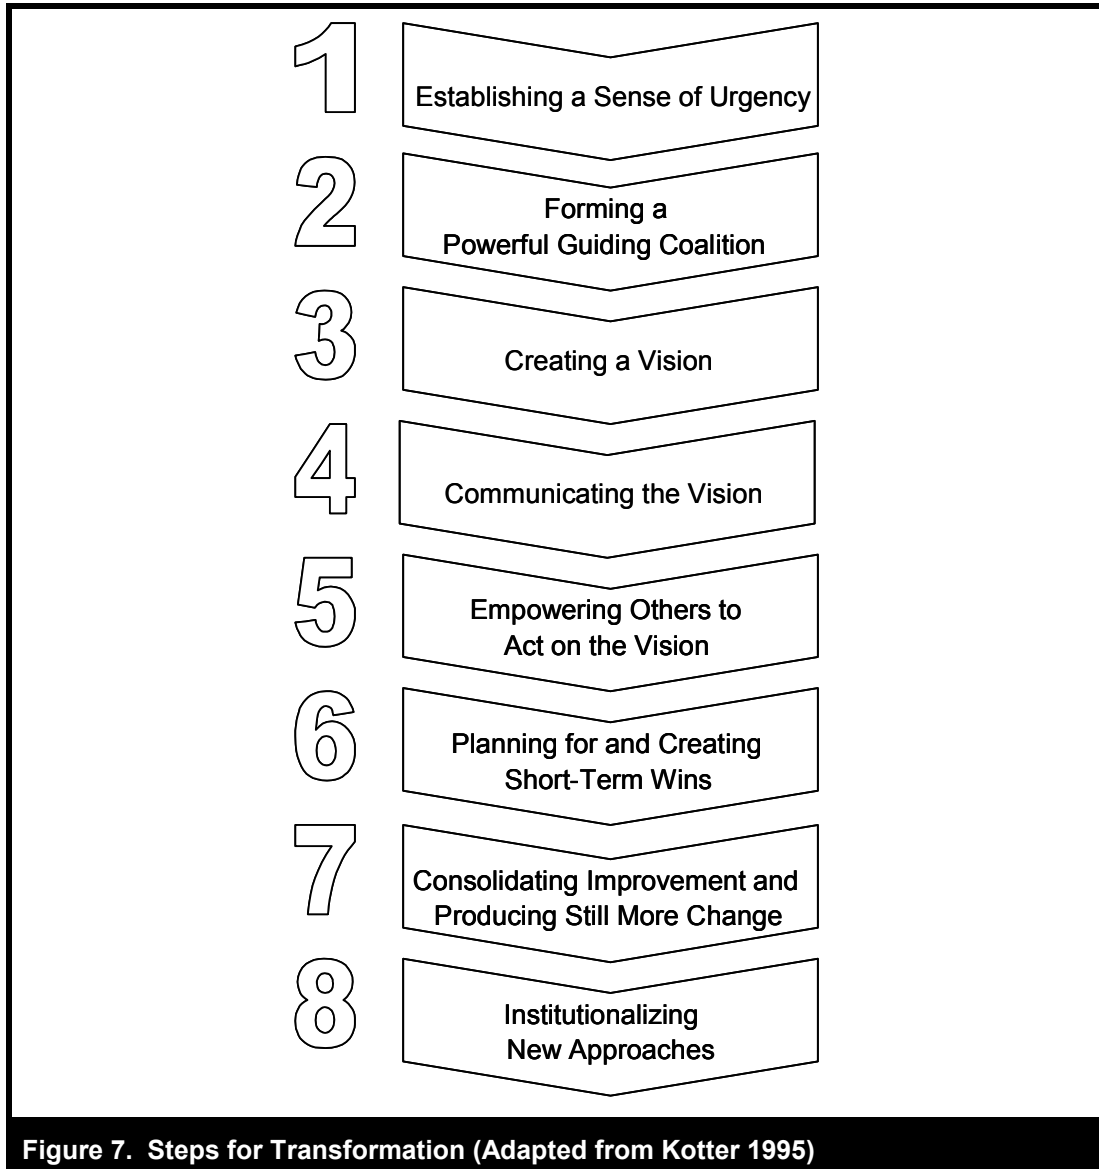 1
Establishing a Sense of Urgency
2
Forming a
Powerful Guiding Coalition
3
Creating a Vision
4
Communicating the Vision
5
Empowering Others to
Act on the Vision
6
Planning for and Creating
Short-Term Wins
7
Consolidating Improvement and
Producing Still More Change
8
Institutionalizing
New Approaches
Figure 7. Steps for Transformation (Adapted from Kotter 1995)